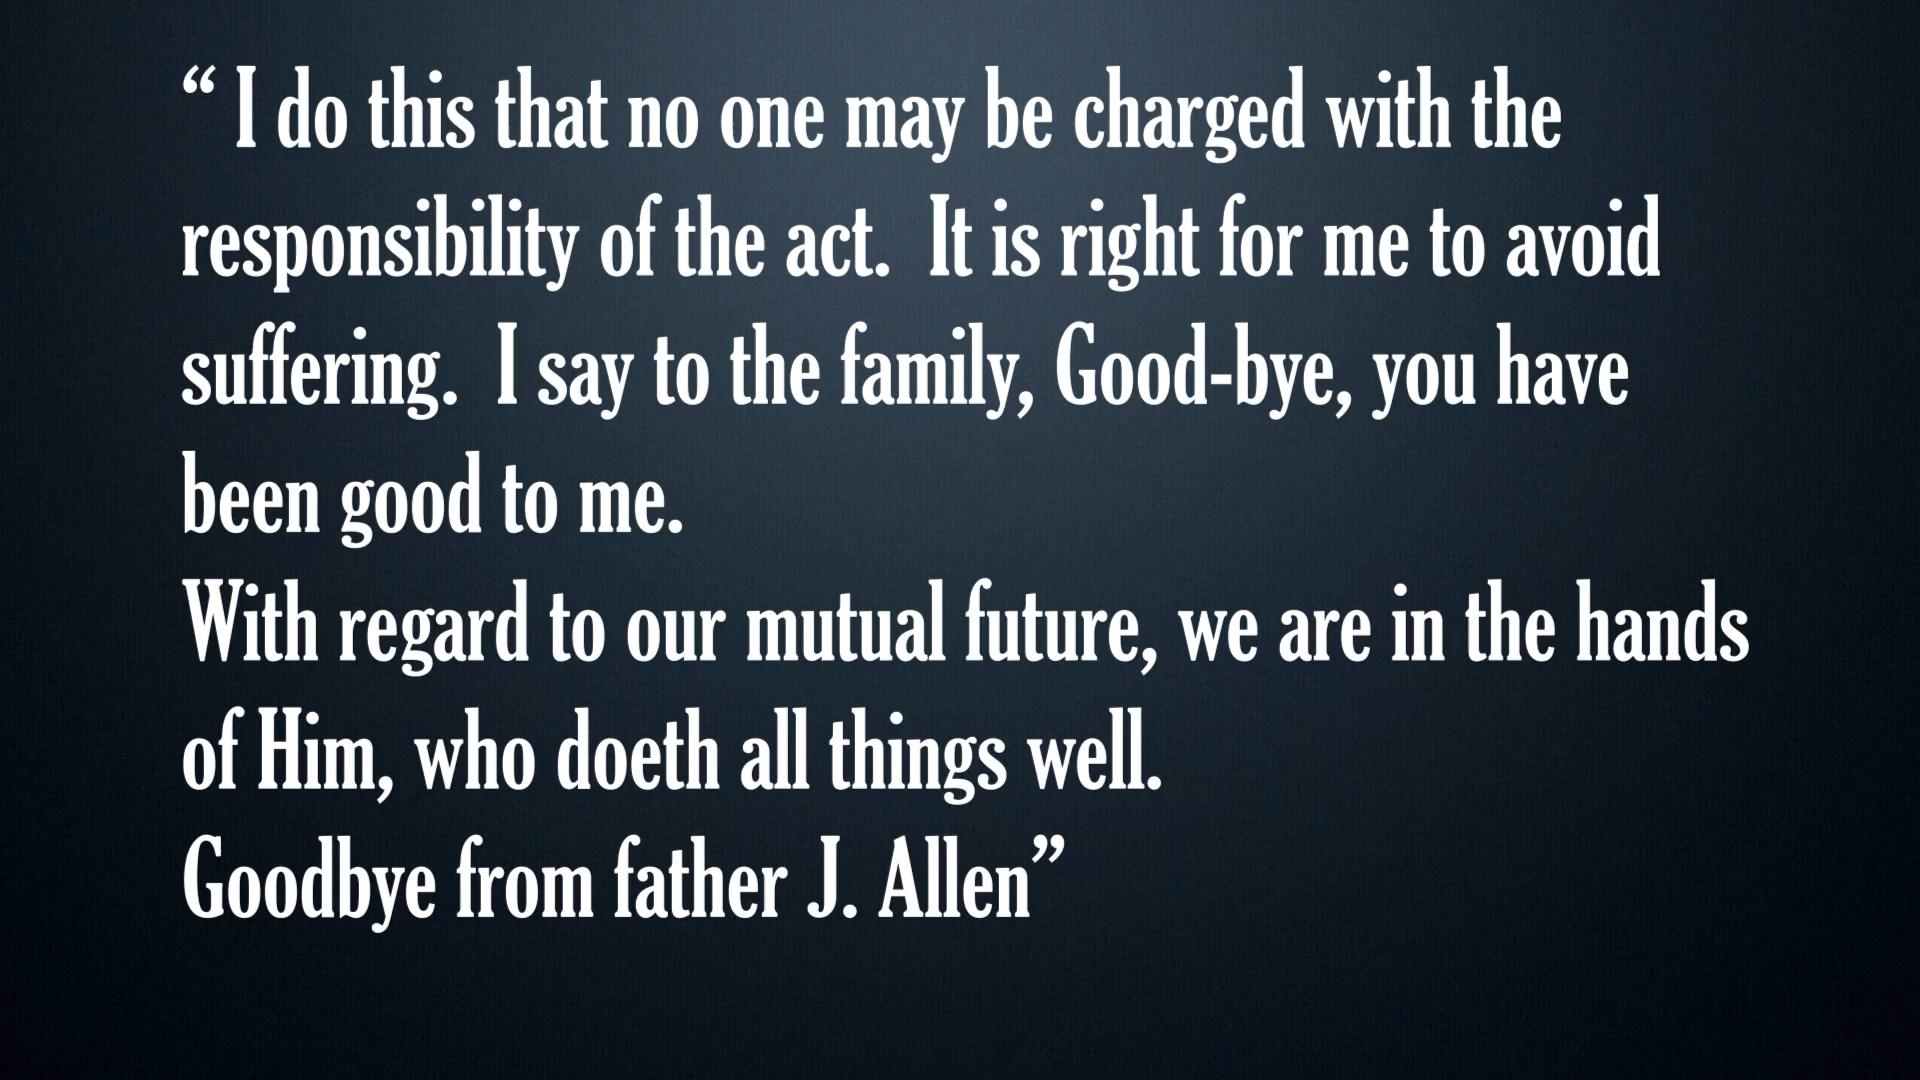 “ I do this that no one may be charged with the
responsibility of the act.  It is right for me to avoid
suffering.  I say to the family, Good-bye, you have
been good to me.
With regard to our mutual future, we are in the hands
of Him, who doeth all things well.
Goodbye from father J. Allen”